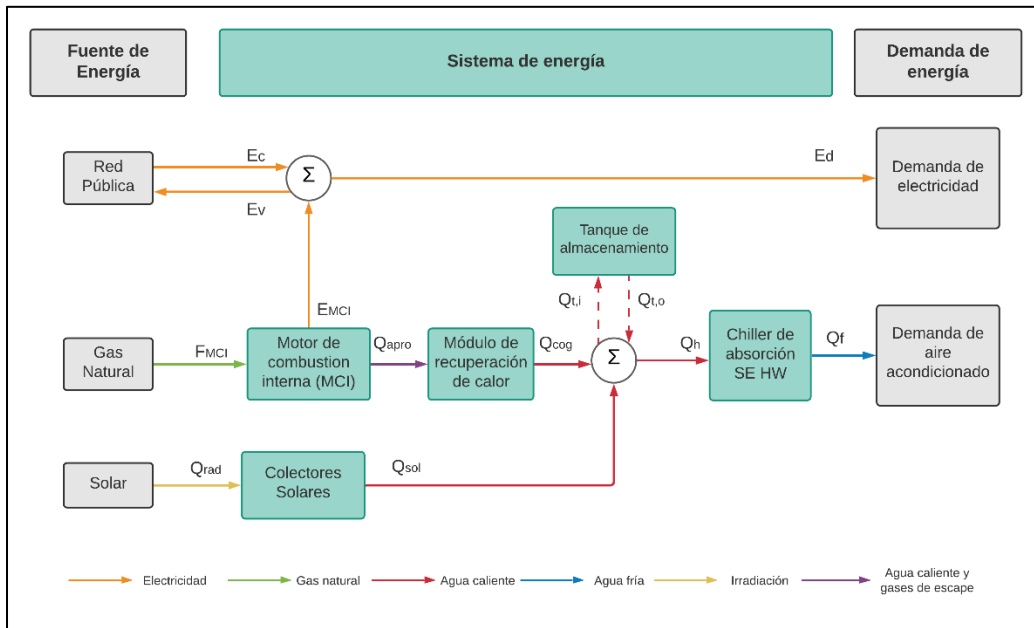 Fuente de
Energía
Sistema de energía
Demanda de
energía
Red
Pública
Ec
Ev
Σ
Ed
Demanda de
electricidad
Tanque de
almacenamiento
EMCI
Qt,i
Qt,o
Gas
Natural
FMCI
Motor de
combustion
interna (MCI)
Qapro
Módulo de
recuperación
de calor
Qcog
Σ
Qh
Chiller de
absorción
SE HW
Qf
Demanda de
aire
acondicionado
Solar
Qrad
Colectores
Solares
Qsol
Electricidad
Gas natural
Agua caliente
Agua fría
Irradiación
Agua caliente y
gases de escape